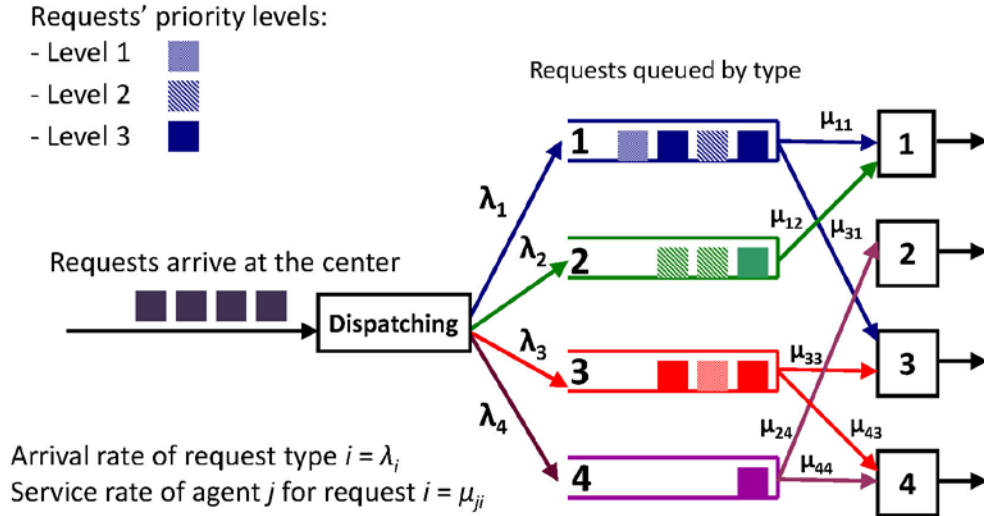 Requests' priority levels:
- Level 1
- Level 2
- Level 3
Requests queued by type
1
μ₁₁
1
λ₁
μ₁₂
μ₃₁
2
λ₂
2
Requests arrive at the center
Dispatching
λ₃
3
μ₃₃
3
λ₄
μ₂₄
μ₄₃
4
μ₄₄
4
Arrival rate of request type i = λᵢ
Service rate of agent j for request i = μⱼᵢ